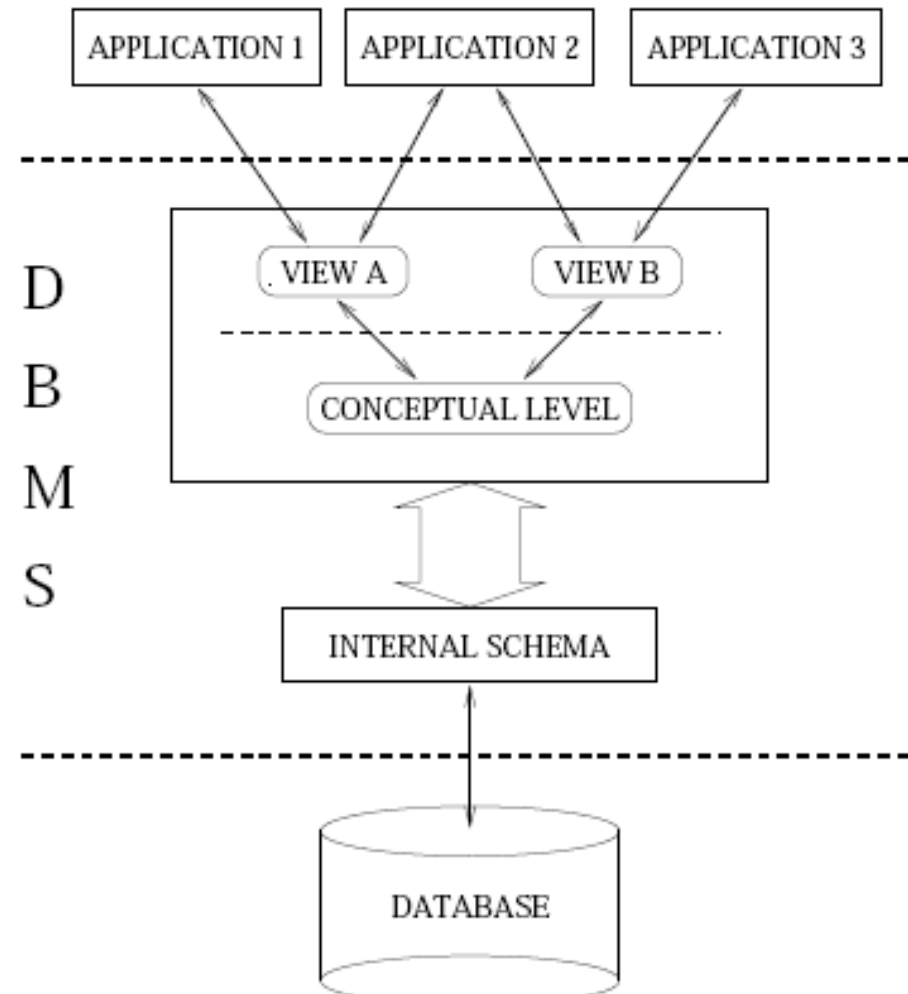 APPLICATION 1
APPLICATION 2
APPLICATION 3
VIEW A
VIEW B
CONCEPTUAL LEVEL
D
B
M
S
INTERNAL SCHEMA
DATABASE